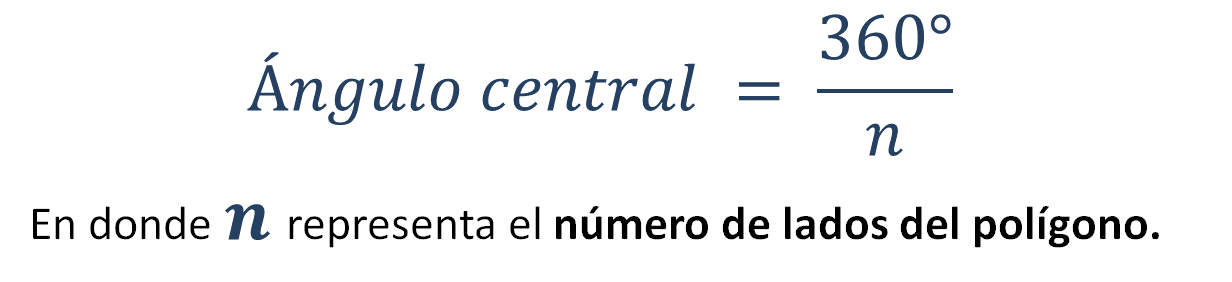 Ángulo central = 360° / n
En donde n representa el número de lados del polígono.